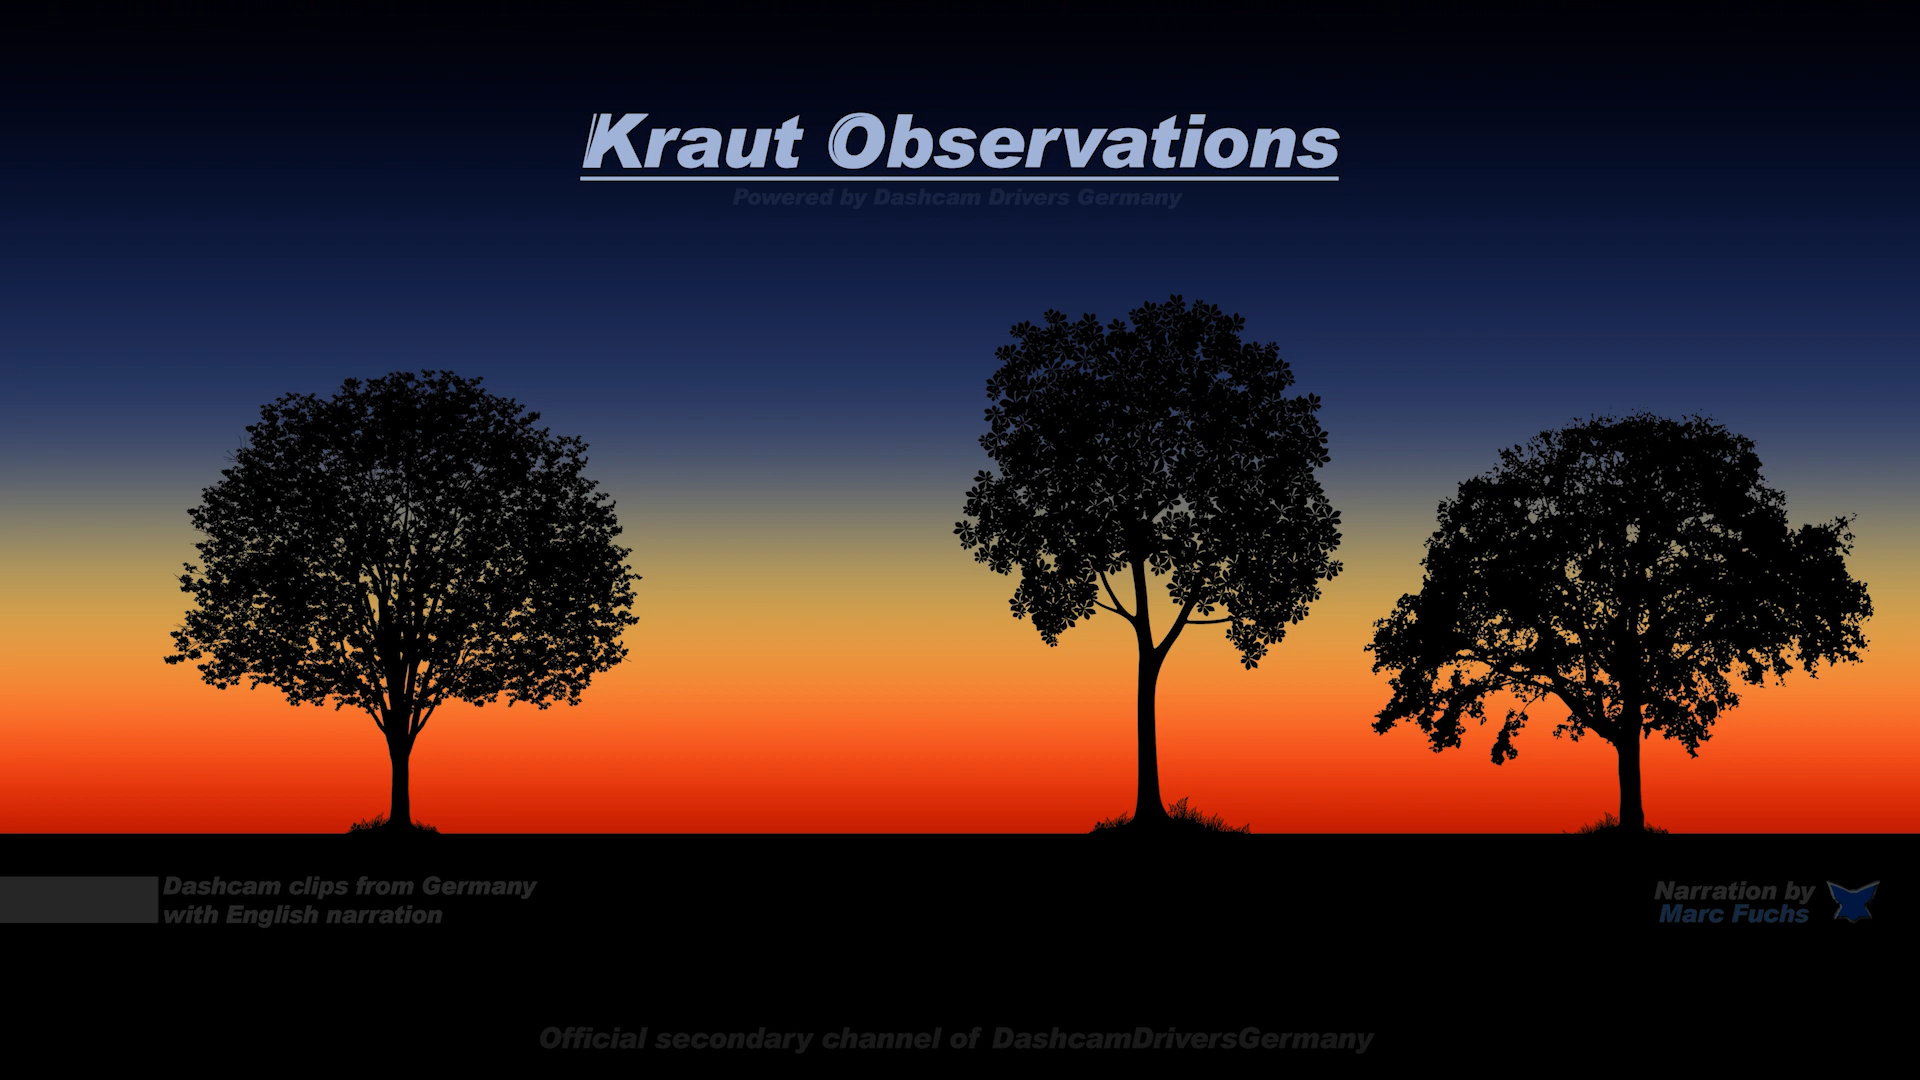 Kraut Observations
Powered by Dashcam Drivers Germany
Dashcam clips from Germany
with English narration
Narration by
Marc Fuchs
Official secondary channel of DashcamDriversGermany